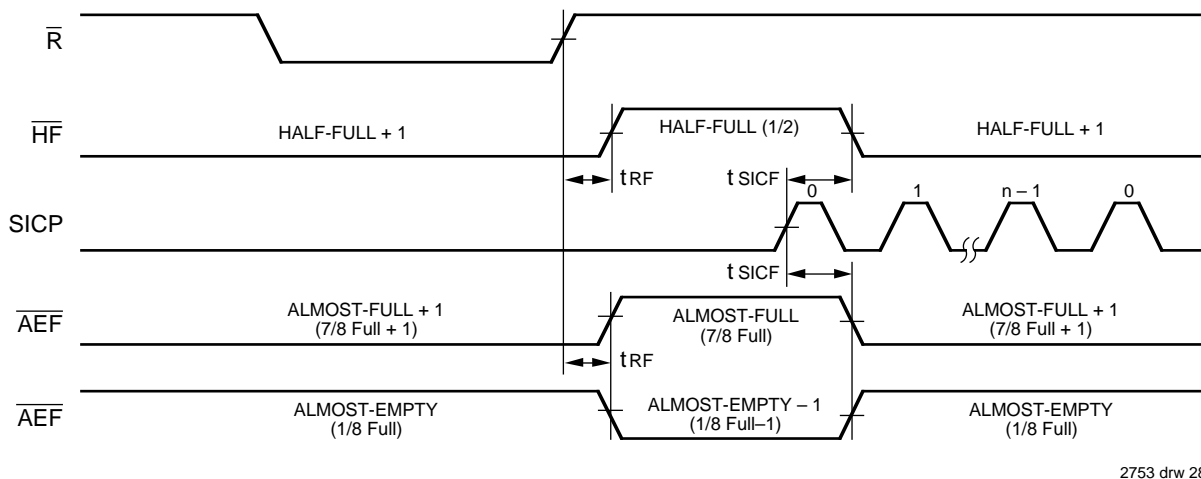 R
HF
HALF-FULL + 1
HALF-FULL (1/2)
HALF-FULL + 1
tRF
tSICF
SICP
0
1
n – 1
0
tSICF
AEF
ALMOST-FULL + 1
(7/8 Full + 1)
ALMOST-FULL
(7/8 Full)
ALMOST-FULL + 1
(7/8 Full + 1)
tRF
AEF
ALMOST-EMPTY
(1/8 Full)
ALMOST-EMPTY – 1
(1/8 Full–1)
ALMOST-EMPTY
(1/8 Full)
2753 drw 28